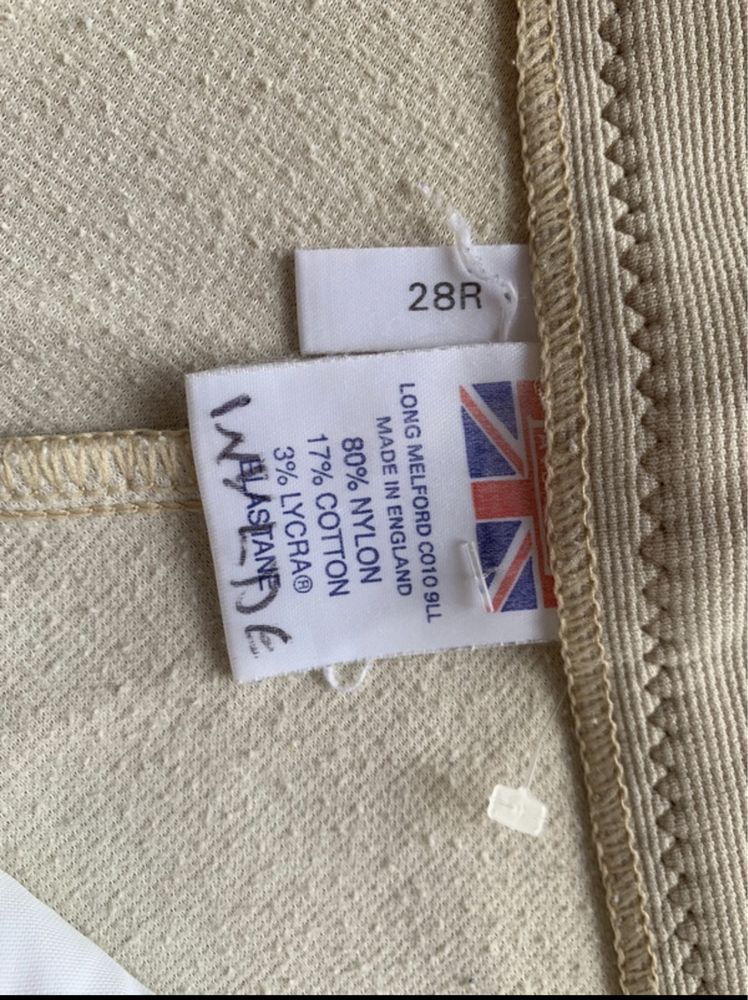 28R
LONG MELFORD CO10 9LL
MADE IN ENGLAND
80% NYLON
17% COTTON
3% LYCRA®
ELASTANE